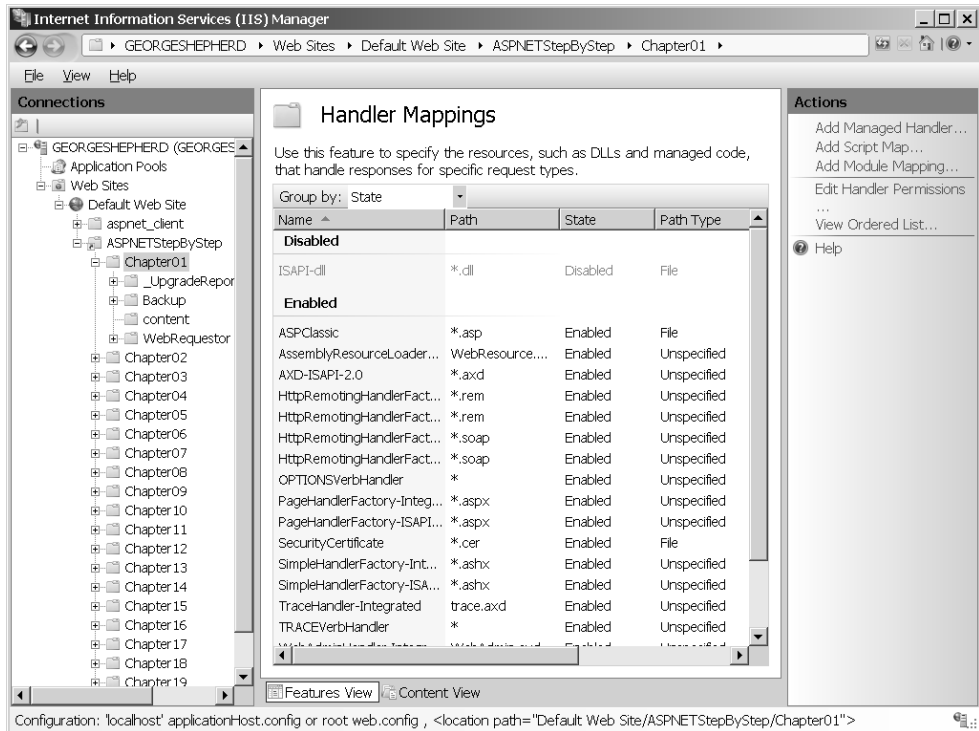 Internet Information Services (IIS) Manager
GEORGESHEPHERD ▸ Web Sites ▸ Default Web Site ▸ ASPNETStepByStep ▸ Chapter01 ▸
File View Help
Connections
GEORGESHEPHERD (GEORGES
Application Pools
Web Sites
Default Web Site
aspnet_client
ASPNETStepByStep
Chapter01
_UpgradeRepor
Backup
content
WebRequestor
Chapter02
Chapter03
Chapter04
Chapter05
Chapter06
Chapter07
Chapter08
Chapter09
Chapter10
Chapter11
Chapter12
Chapter13
Chapter14
Chapter15
Chapter16
Chapter17
Chapter18
Chapter19
Handler Mappings
Use this feature to specify the resources, such as DLLs and managed code,
that handle responses for specific request types.
Group by: State
Name Path State Path Type
Disabled
ISAPI-dll *.dll Disabled File
Enabled
ASPClassic *.asp Enabled File
AssemblyResourceLoader... WebResource.... Enabled Unspecified
AXD-ISAPI-2.0 *.axd Enabled Unspecified
HttpRemotingHandlerFact... *.rem Enabled Unspecified
HttpRemotingHandlerFact... *.rem Enabled Unspecified
HttpRemotingHandlerFact... *.soap Enabled Unspecified
HttpRemotingHandlerFact... *.soap Enabled Unspecified
OPTIONSVerbHandler * Enabled Unspecified
PageHandlerFactory-Integ... *.aspx Enabled Unspecified
PageHandlerFactory-ISAPI... *.aspx Enabled Unspecified
SecurityCertificate *.cer Enabled File
SimpleHandlerFactory-Int... *.ashx Enabled Unspecified
SimpleHandlerFactory-ISA... *.ashx Enabled Unspecified
TraceHandler-Integrated trace.axd Enabled Unspecified
TRACEVerbHandler * Enabled Unspecified
Features View Content View
Actions
Add Managed Handler...
Add Script Map...
Add Module Mapping...
Edit Handler Permissions
...
View Ordered List...
Help
Configuration: 'localhost' applicationHost.config or root web.config , <location path="Default Web Site/ASPNETStepByStep/Chapter01">